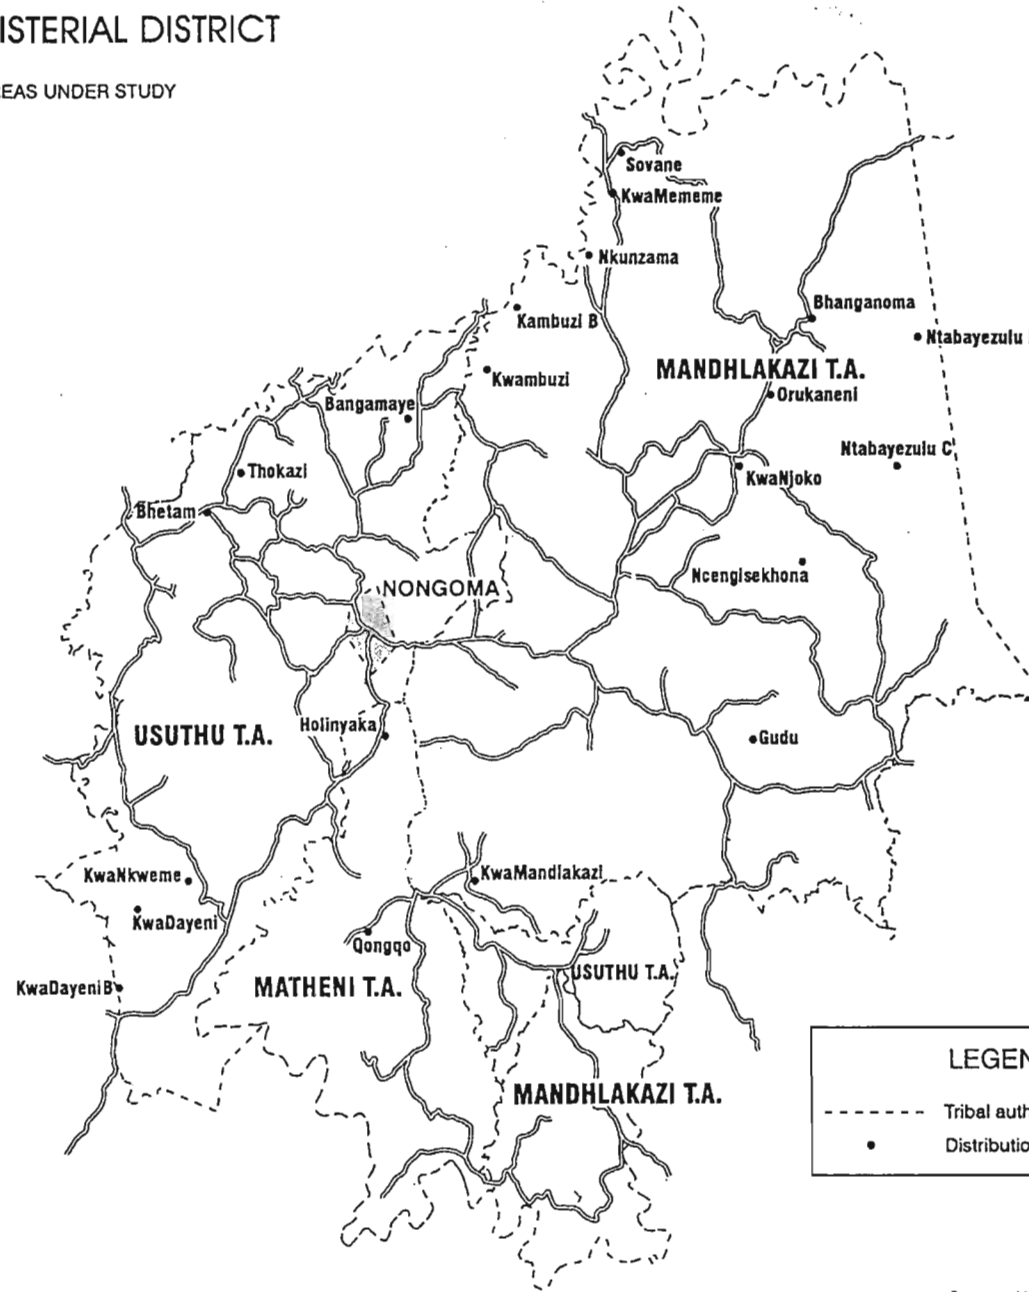 ISTERIAL DISTRICT
EAS UNDER STUDY
Sovane
KwaMememe
Nkunzama
Bhanganoma
Kambuzi B
Ntabayezulu
MANDHLAKAZI T.A.
Kwambuzi
Orukaneni
Bangamaye
Ntabayezulu C
Thokazi
KwaNjoko
Bhetam
Ncengisekhona
NONGOMA
Holinyaka
USUTHU T.A.
Gudu
KwaNkweme
KwaMandlakazi
KwaDayeni
Qongqo
USUTHU T.A.
KwaDayeni B
MATHENI T.A.
MANDHLAKAZI T.A.
LEGEN
Tribal auth
Distributio